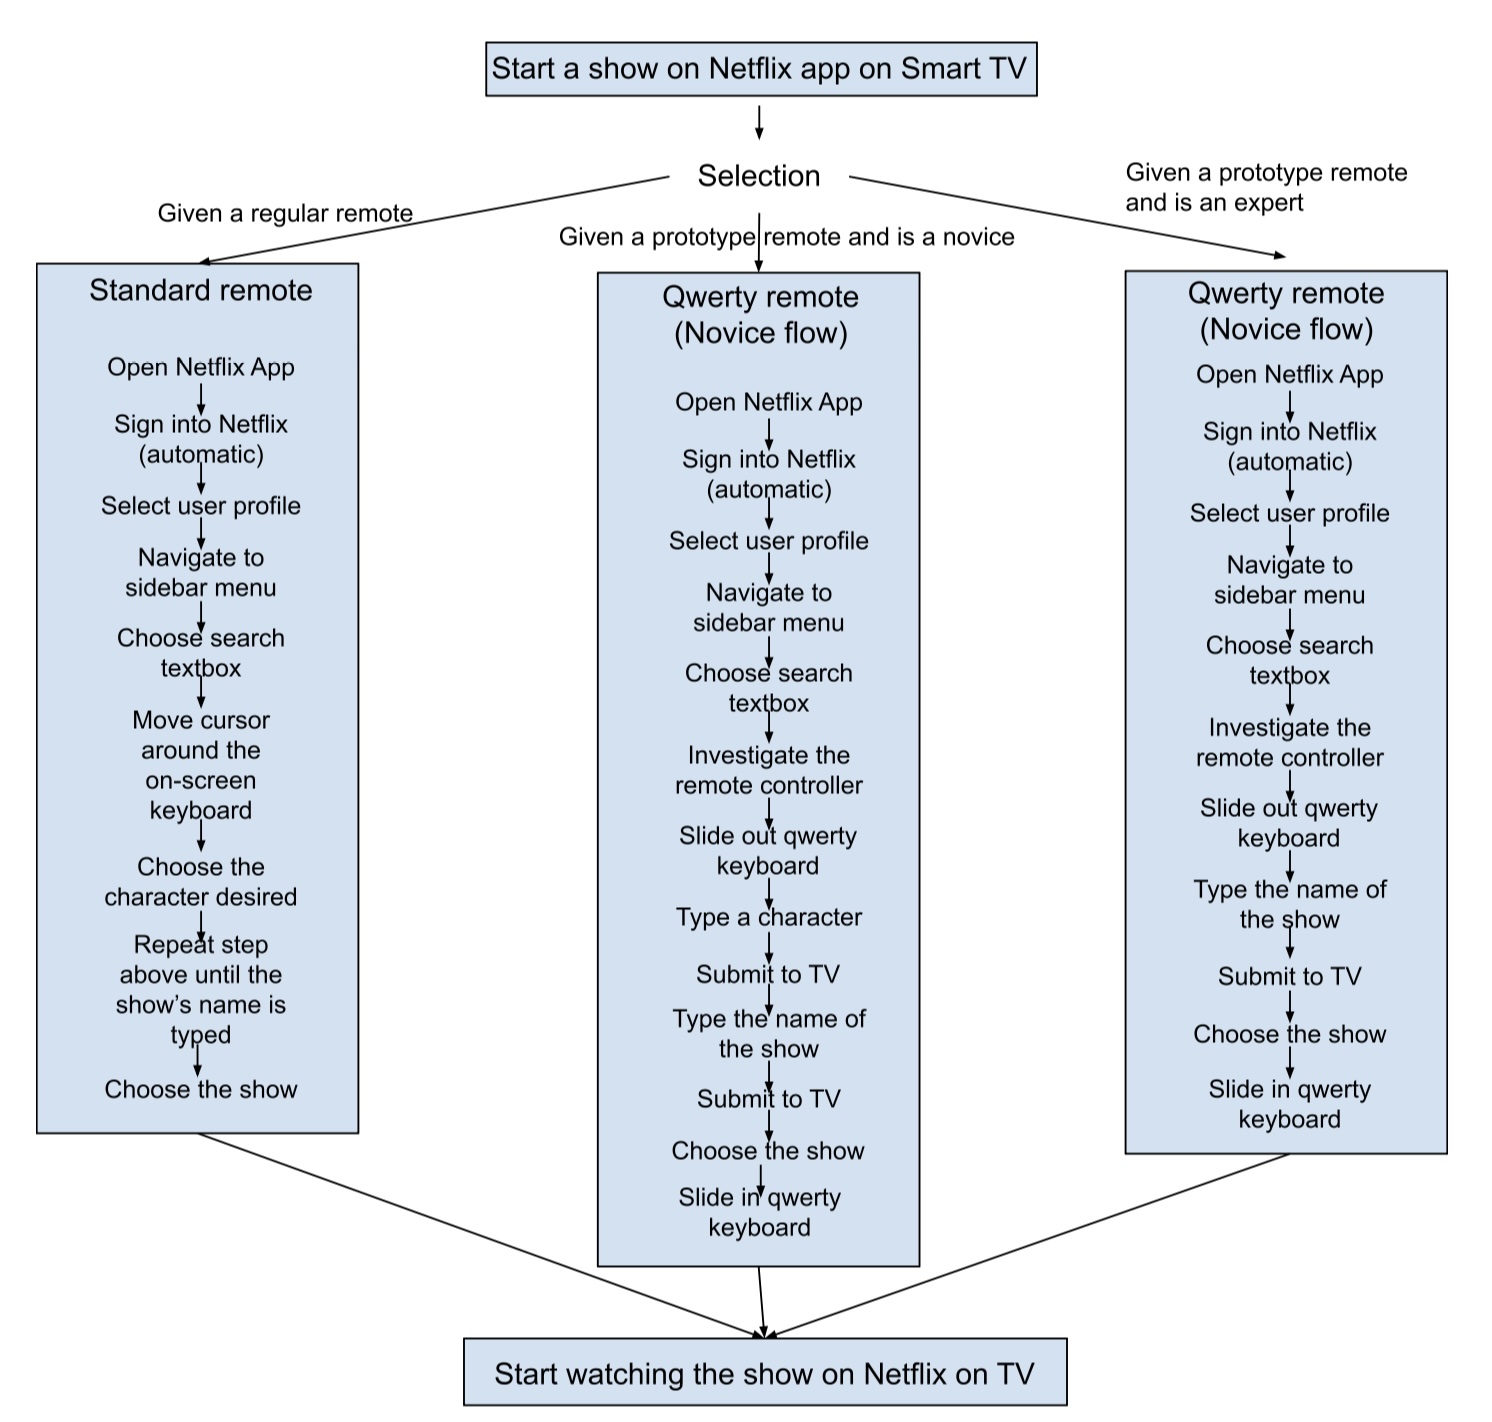 Start a show on Netflix app on Smart TV
Selection
Given a regular remote
Given a prototype remote and is a novice
Given a prototype remote
and is an expert
Standard remote
Open Netflix App
Sign into Netflix
(automatic)
Select user profile
Navigate to
sidebar menu
Choose search
textbox
Move cursor
around the
on-screen
keyboard
Choose the
character desired
Repeat step
above until the
show's name is
typed
Choose the show
Qwerty remote
(Novice flow)
Open Netflix App
Sign into Netflix
(automatic)
Select user profile
Navigate to
sidebar menu
Choose search
textbox
Investigate the
remote controller
Slide out qwerty
keyboard
Type a character
Submit to TV
Type the name of
the show
Submit to TV
Choose the show
Slide in qwerty
keyboard
Qwerty remote
(Novice flow)
Open Netflix App
Sign into Netflix
(automatic)
Select user profile
Navigate to
sidebar menu
Choose search
textbox
Investigate the
remote controller
Slide out qwerty
keyboard
Type the name of
the show
Submit to TV
Choose the show
Slide in qwerty
keyboard
Start watching the show on Netflix on TV